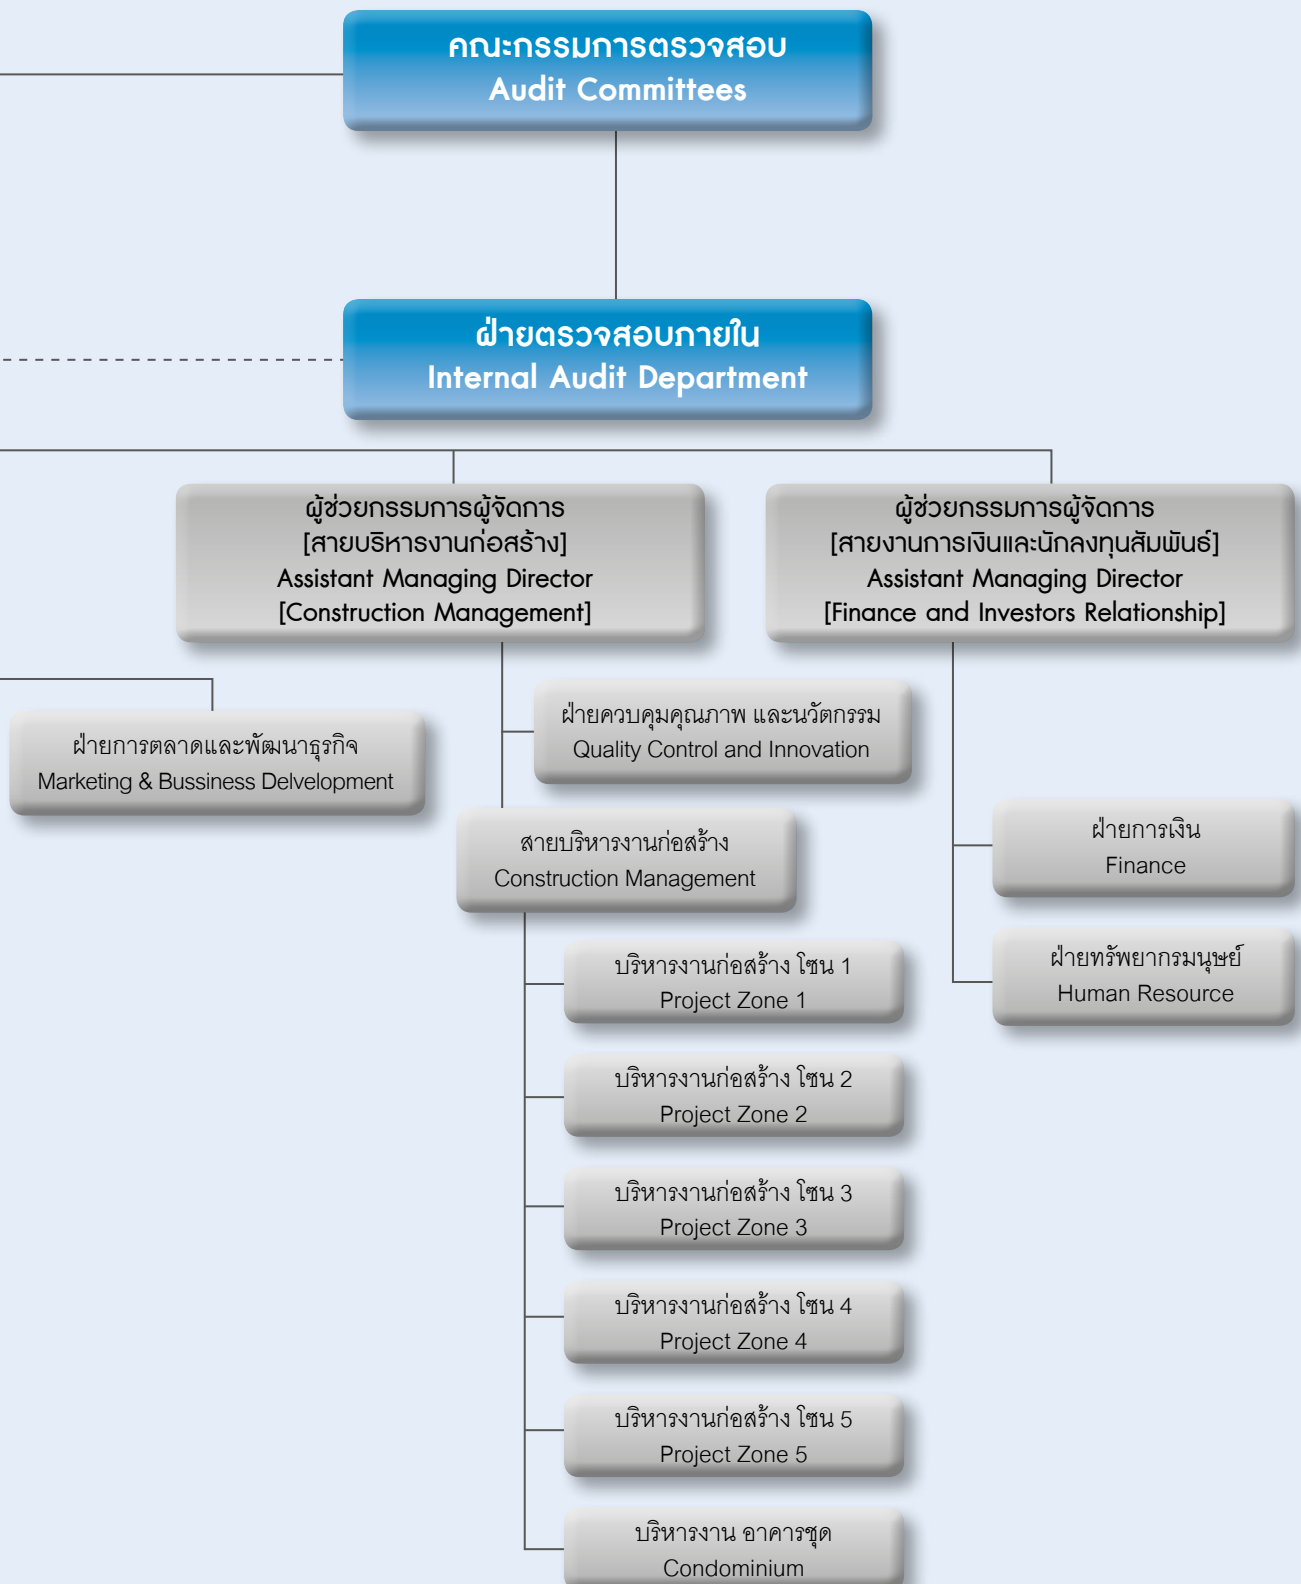 คณะกรรมการตรวจสอบ
Audit Committees
ฝ่ายตรวจสอบภายใน
Internal Audit Department
ผู้ช่วยกรรมการผู้จัดการ
[สายบริหารงานก่อสร้าง]
Assistant Managing Director
[Construction Management]
ผู้ช่วยกรรมการผู้จัดการ
[สายงานการเงินและนักลงทุนสัมพันธ์]
Assistant Managing Director
[Finance and Investors Relationship]
ฝ่ายการตลาดและพัฒนาธุรกิจ
Marketing & Bussiness Delvelopment
ฝ่ายควบคุมคุณภาพ และนวัตกรรม
Quality Control and Innovation
สายบริหารงานก่อสร้าง
Construction Management
ฝ่ายการเงิน
Finance
ฝ่ายทรัพยากรมนุษย์
Human Resource
บริหารงานก่อสร้าง โซน 1
Project Zone 1
บริหารงานก่อสร้าง โซน 2
Project Zone 2
บริหารงานก่อสร้าง โซน 3
Project Zone 3
บริหารงานก่อสร้าง โซน 4
Project Zone 4
บริหารงานก่อสร้าง โซน 5
Project Zone 5
บริหารงาน อาคารชุด
Condominium